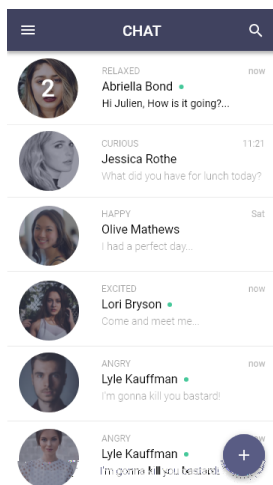 CHAT
RELAXED now
2 Abriella Bond
Hi Julien, How is it going?...
CURIOUS 11:21
Jessica Rothe
What did you have for lunch today?
HAPPY Sat
Olive Mathews
I had a perfect day...
EXCITED now
Lori Bryson
Come and meet me...
ANGRY now
Lyle Kauffman
I'm gonna kill you bastard!
ANGRY
Lyle Kauffman
I'm gonna kill you bastard!